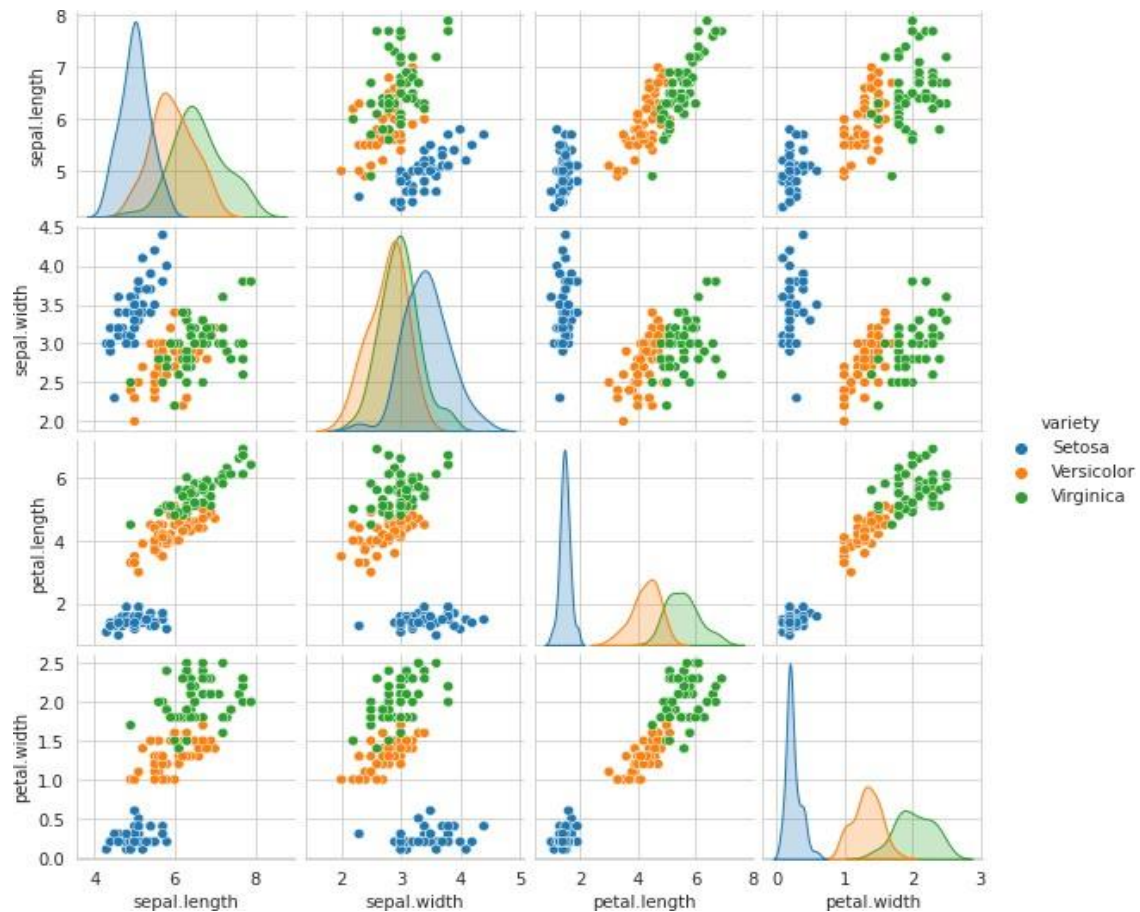 sepal.length
8
7
6
5
sepal.width
4.5
4.0
3.5
3.0
2.5
2.0
variety
Setosa
Versicolor
Virginica
petal.length
6
4
2
petal.width
2.5
2.0
1.5
1.0
0.5
0.0
4 6 8
sepal.length
2 3 4 5
sepal.width
2 4 6 8
petal.length
0 1 2 3
petal.width